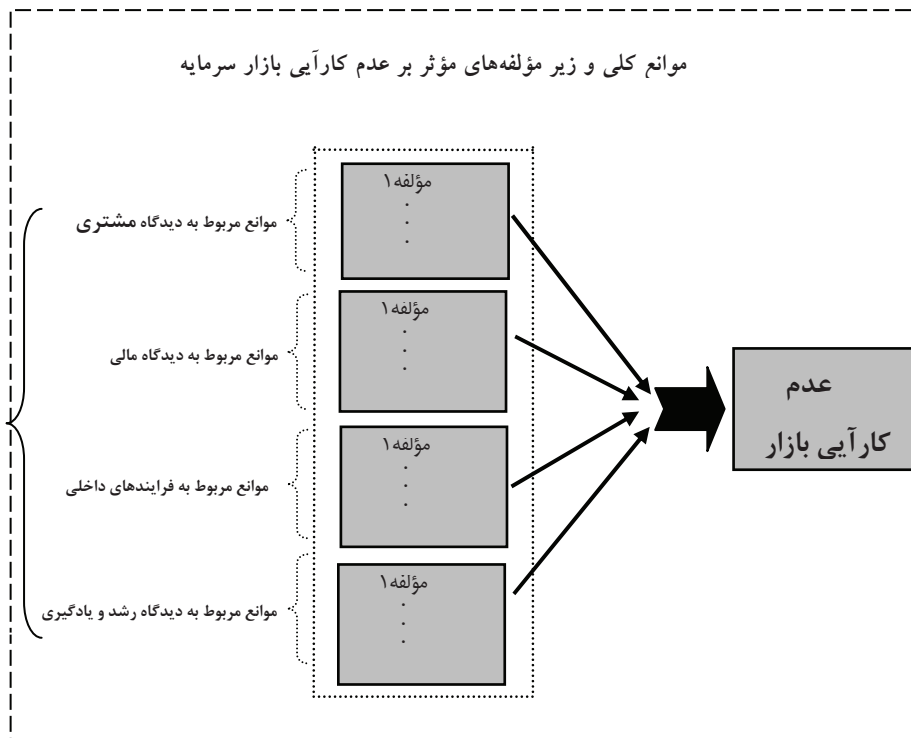 موانع کلی و زیر مؤلفه‌های مؤثر بر عدم کارآیی بازار سرمایه
مؤلفه۱
.
.
.
موانع مربوط به دیدگاه مشتری
مؤلفه۱
.
.
.
موانع مربوط به دیدگاه مالی
مؤلفه۱
.
.
.
موانع مربوط به فرایندهای داخلی
مؤلفه۱
.
.
.
موانع مربوط به دیدگاه رشد و یادگیری
عدم
کارآیی بازار